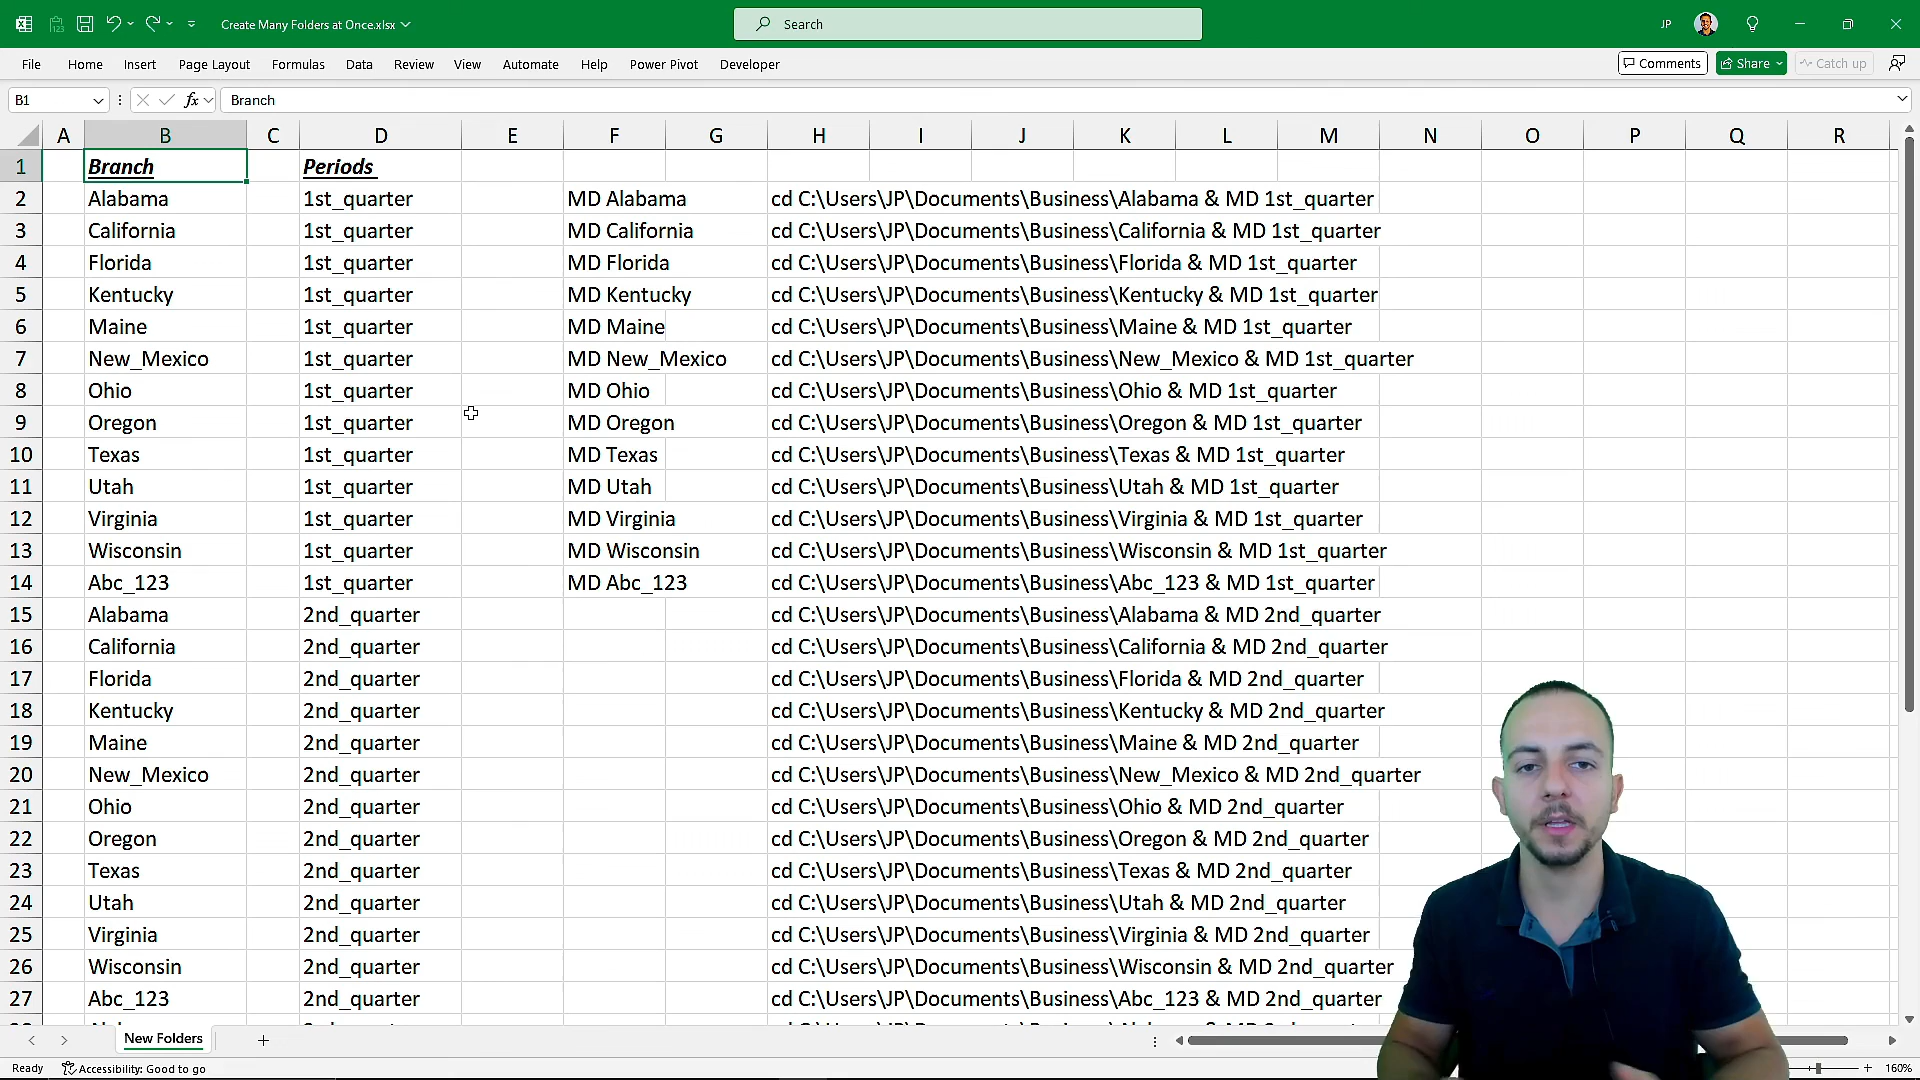 Create Many Folders at Once.xlsx
Search
JP
File Home Insert Page Layout Formulas Data Review View Automate Help Power Pivot Developer
Comments Share Catch up
B1 fx Branch
A B C D E F G H I J K L M N O P Q R
1 Branch Periods
2 Alabama 1st_quarter MD Alabama cd C:\Users\JP\Documents\Business\Alabama & MD 1st_quarter
3 California 1st_quarter MD California cd C:\Users\JP\Documents\Business\California & MD 1st_quarter
4 Florida 1st_quarter MD Florida cd C:\Users\JP\Documents\Business\Florida & MD 1st_quarter
5 Kentucky 1st_quarter MD Kentucky cd C:\Users\JP\Documents\Business\Kentucky & MD 1st_quarter
6 Maine 1st_quarter MD Maine cd C:\Users\JP\Documents\Business\Maine & MD 1st_quarter
7 New_Mexico 1st_quarter MD New_Mexico cd C:\Users\JP\Documents\Business\New_Mexico & MD 1st_quarter
8 Ohio 1st_quarter MD Ohio cd C:\Users\JP\Documents\Business\Ohio & MD 1st_quarter
9 Oregon 1st_quarter MD Oregon cd C:\Users\JP\Documents\Business\Oregon & MD 1st_quarter
10 Texas 1st_quarter MD Texas cd C:\Users\JP\Documents\Business\Texas & MD 1st_quarter
11 Utah 1st_quarter MD Utah cd C:\Users\JP\Documents\Business\Utah & MD 1st_quarter
12 Virginia 1st_quarter MD Virginia cd C:\Users\JP\Documents\Business\Virginia & MD 1st_quarter
13 Wisconsin 1st_quarter MD Wisconsin cd C:\Users\JP\Documents\Business\Wisconsin & MD 1st_quarter
14 Abc_123 1st_quarter MD Abc_123 cd C:\Users\JP\Documents\Business\Abc_123 & MD 1st_quarter
15 Alabama 2nd_quarter cd C:\Users\JP\Documents\Business\Alabama & MD 2nd_quarter
16 California 2nd_quarter cd C:\Users\JP\Documents\Business\California & MD 2nd_quarter
17 Florida 2nd_quarter cd C:\Users\JP\Documents\Business\Florida & MD 2nd_quarter
18 Kentucky 2nd_quarter cd C:\Users\JP\Documents\Business\Kentucky & MD 2nd_quarter
19 Maine 2nd_quarter cd C:\Users\JP\Documents\Business\Maine & MD 2nd_quarter
20 New_Mexico 2nd_quarter cd C:\Users\JP\Documents\Business\New_Mexico & MD 2nd_quarter
21 Ohio 2nd_quarter cd C:\Users\JP\Documents\Business\Ohio & MD 2nd_quarter
22 Oregon 2nd_quarter cd C:\Users\JP\Documents\Business\Oregon & MD 2nd_quarter
23 Texas 2nd_quarter cd C:\Users\JP\Documents\Business\Texas & MD 2nd_quarter
24 Utah 2nd_quarter cd C:\Users\JP\Documents\Business\Utah & MD 2nd_quarter
25 Virginia 2nd_quarter cd C:\Users\JP\Documents\Business\Virginia & MD 2nd_quarter
26 Wisconsin 2nd_quarter cd C:\Users\JP\Documents\Business\Wisconsin & MD 2nd_quarter
27 Abc_123 2nd_quarter cd C:\Users\JP\Documents\Business\Abc_123 & MD 2nd_quarter
New Folders
Ready Accessibility: Good to go 160%